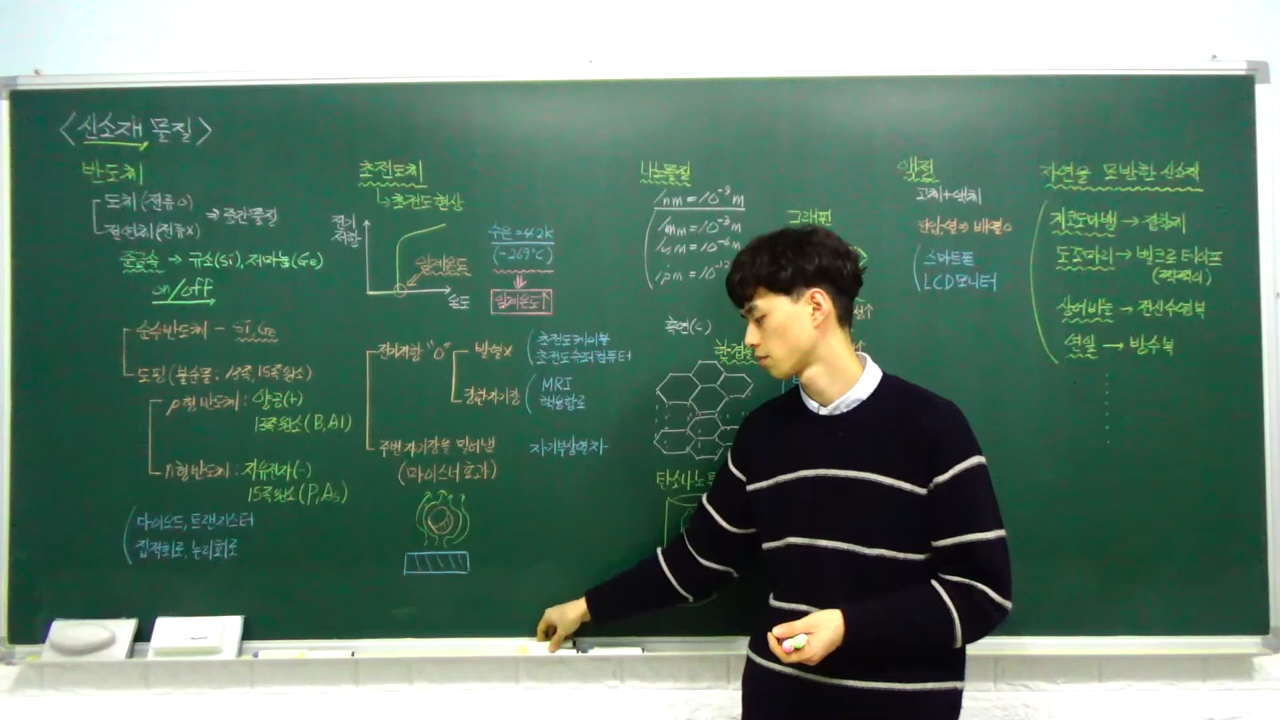 <신소재 물질>
반도체
도체(전류O)
절연체(전류X)
⇒ 중간물질
준금속 → 규소(Si), 저마늄(Ge)
on/off
순수반도체 - Si, Ge
도핑(불순물, 13족, 15족원소)
p형반도체: 양공(+)
13족원소(B, Al)
n형반도체: 자유전자(-)
15족원소(P, As)
다이오드, 트랜지스터
집적회로, 논리회로
초전도체
↳초전도현상
전기
저항
임계온도
온도
수은=4.2K
(-269℃)
⇓
임계온도↑
전기저항 "0"
발열X
초전도케이블
초전도슈퍼컴퓨터
강한자기장
MRI
핵융합로
주변 자기장을 밀어냄
(마이스너 효과)
자기부상열차
나노물질
1nm=10⁻⁹m
1mm=10⁻³m
1μm=10⁻⁶m
1pm=10⁻¹²
흑연(C)
그래핀
탄소나노튜
액정
고체+액체
전압,열⇒배열O
스마트폰
LCD모니터
자연을 모방한 신소재
게코도마뱀 → 접착제
도꼬마리 → 벨크로 테이프
(찍찍이)
상어비늘 → 전신수영복
연잎 → 방수복